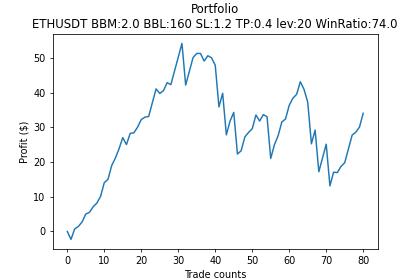 Portfolio
ETHUSDT BBM:2.0 BBL:160 SL:1.2 TP:0.4 lev:20 WinRatio:74.0
50
40
30
20
10
0
Profit ($)
0 10 20 30 40 50 60 70 80
Trade counts